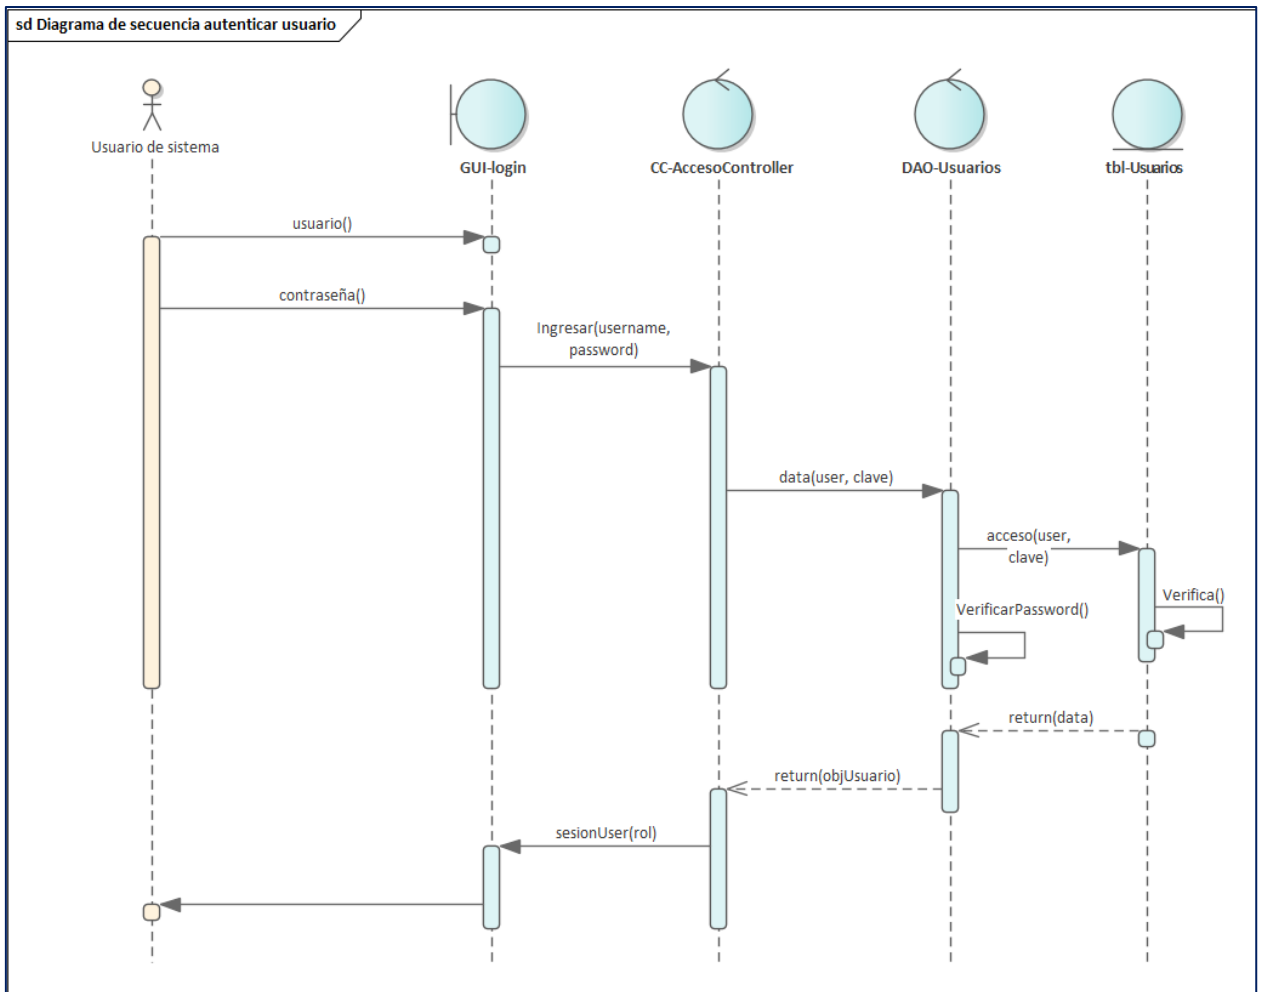 sd Diagrama de secuencia autenticar usuario
Usuario de sistema
GUI-login
CC-AccesoController
DAO-Usuarios
tbl-Usuarios
usuario()
contraseña()
Ingresar(username,
password)
data(user, clave)
acceso(user,
clave)
Verifica()
VerificarPassword()
return(data)
return(objUsuario)
sesionUser(rol)